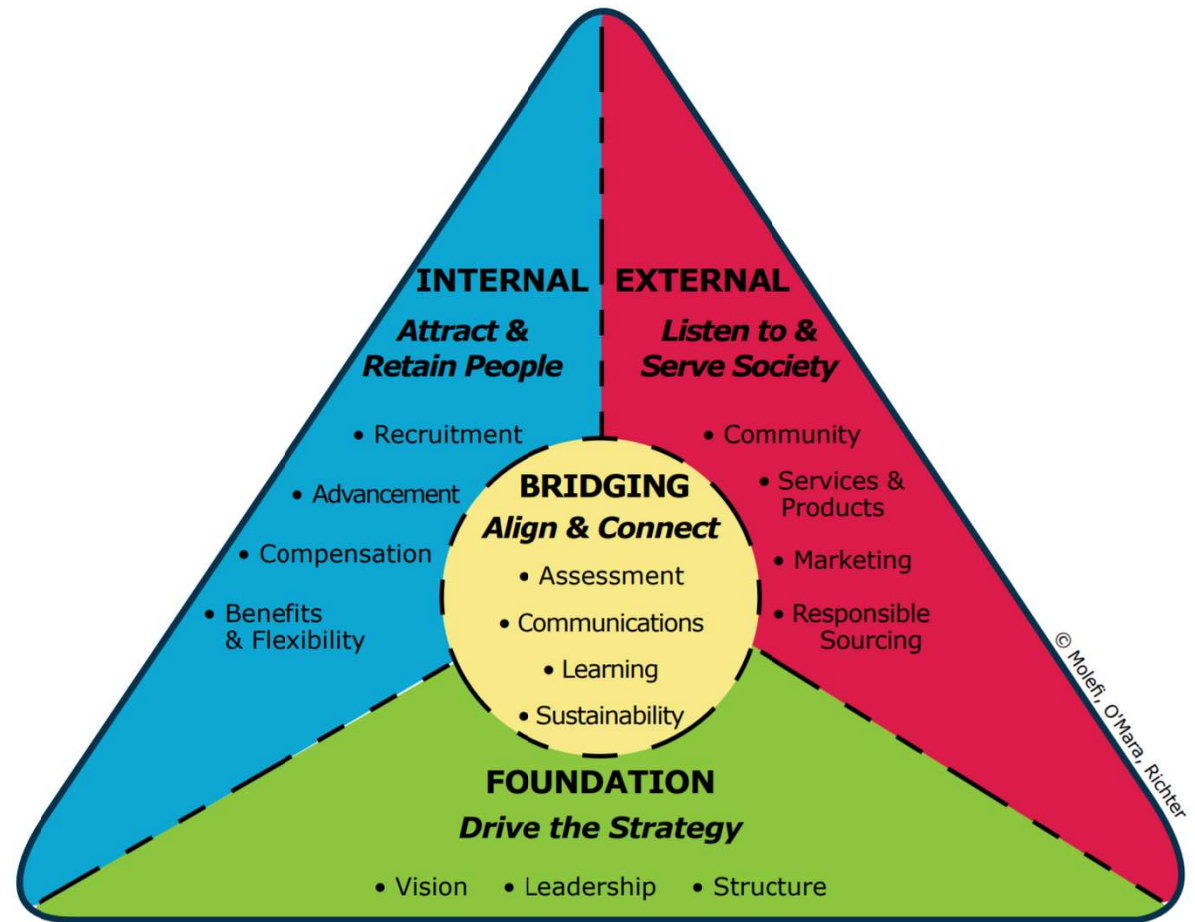 INTERNAL
Attract &
Retain People
• Recruitment
• Advancement
• Compensation
• Benefits
& Flexibility
EXTERNAL
Listen to &
Serve Society
• Community
• Services &
Products
• Marketing
• Responsible
Sourcing
BRIDGING
Align & Connect
• Assessment
• Communications
• Learning
• Sustainability
FOUNDATION
Drive the Strategy
• Vision • Leadership • Structure
© Molefi, O'Mara, Richter